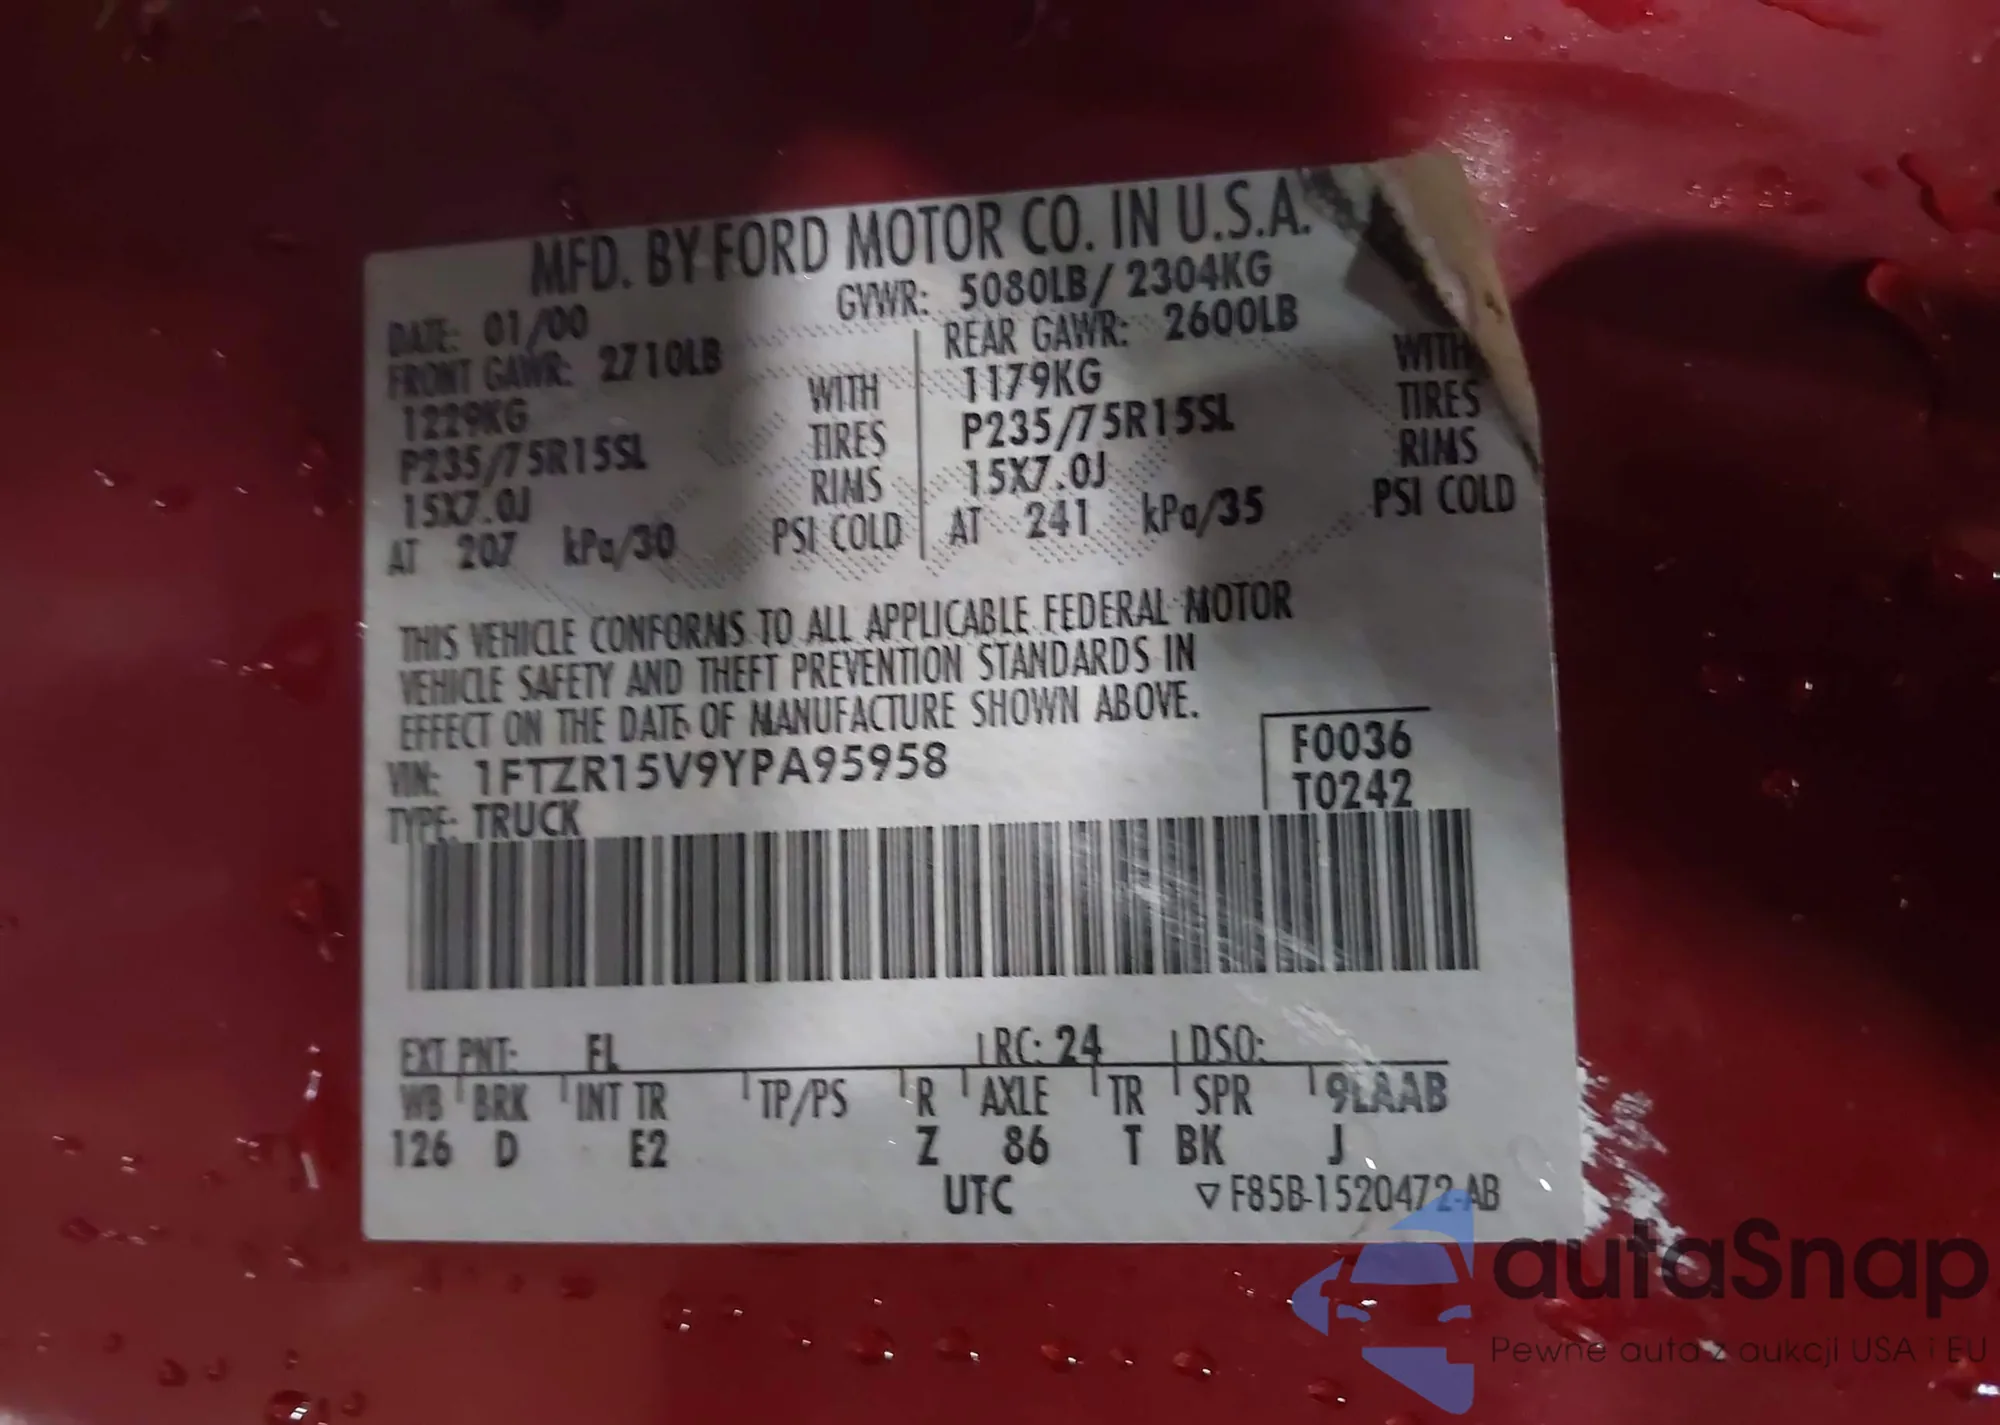 MFD. BY FORD MOTOR CO. IN U.S.A.
DATE: 01/00 GVWR: 5080LB/ 2304KG
FRONT GAWR: 2710LB REAR GAWR: 2600LB
1229KG WITH 1179KG WITH
P235/75R15SL TIRES P235/75R15SL TIRES
15X7.0J RIMS 15X7.0J RIMS
AT 207 kPa/30 PSI COLD AT 241 kPa/35 PSI COLD
THIS VEHICLE CONFORMS TO ALL APPLICABLE FEDERAL MOTOR
VEHICLE SAFETY AND THEFT PREVENTION STANDARDS IN
EFFECT ON THE DATE OF MANUFACTURE SHOWN ABOVE.
VIN: 1FTZR15V9YPA95958 F0036
TYPE: TRUCK T0242
EXT PNT: FL RC: 24 DSO:
WB BRK INT TR TP/PS R AXLE TR SPR 9LAAB
126 D E2 Z 86 T BK J
UTC ▽ F85B-1520472-AB
autaSnap
Pewne auta z aukcji USA i EU